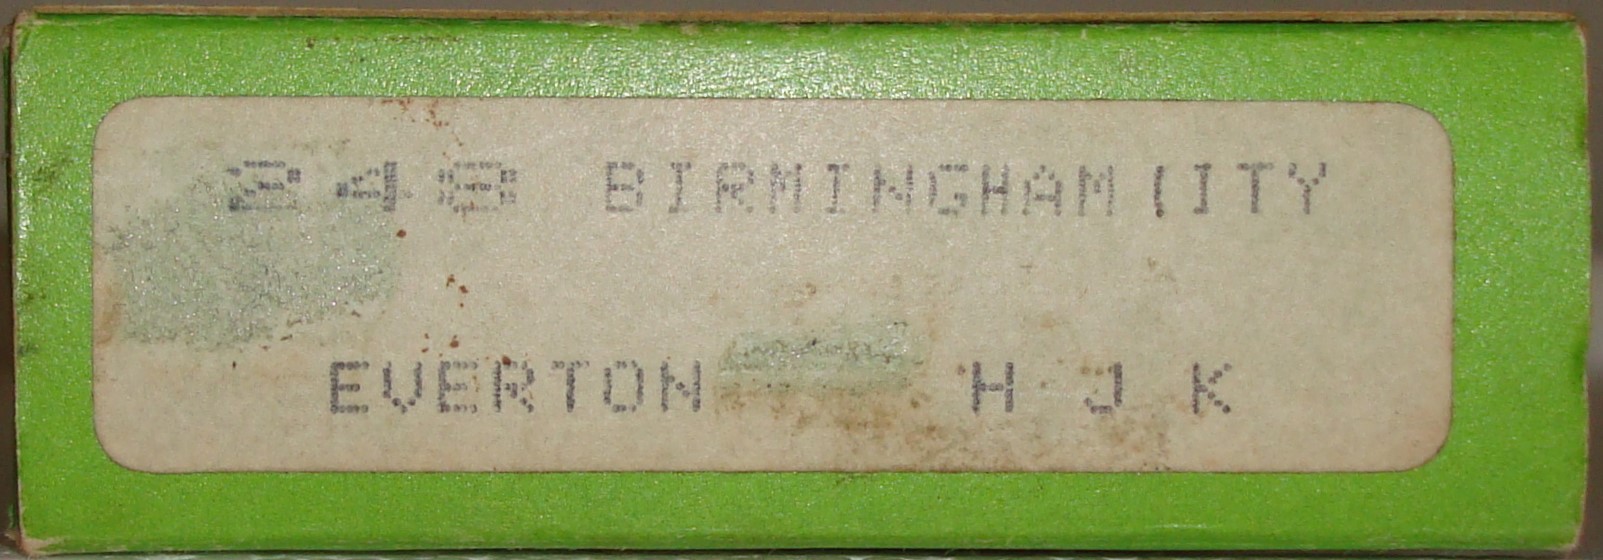 248 BIRMINGHAM CITY
EVERTON H J K